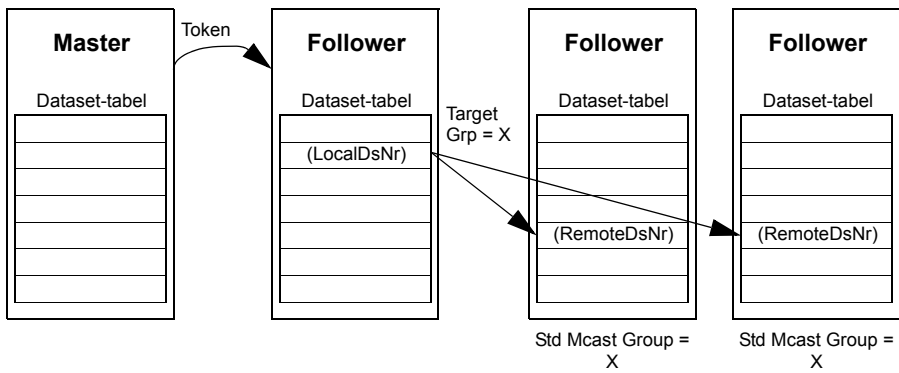 Master
Token
Follower
Follower
Follower
Dataset-tabel
Dataset-tabel
Target
Grp = X
Dataset-tabel
Dataset-tabel
(LocalDsNr)
(RemoteDsNr)
(RemoteDsNr)
Std Mcast Group =
X
Std Mcast Group =
X